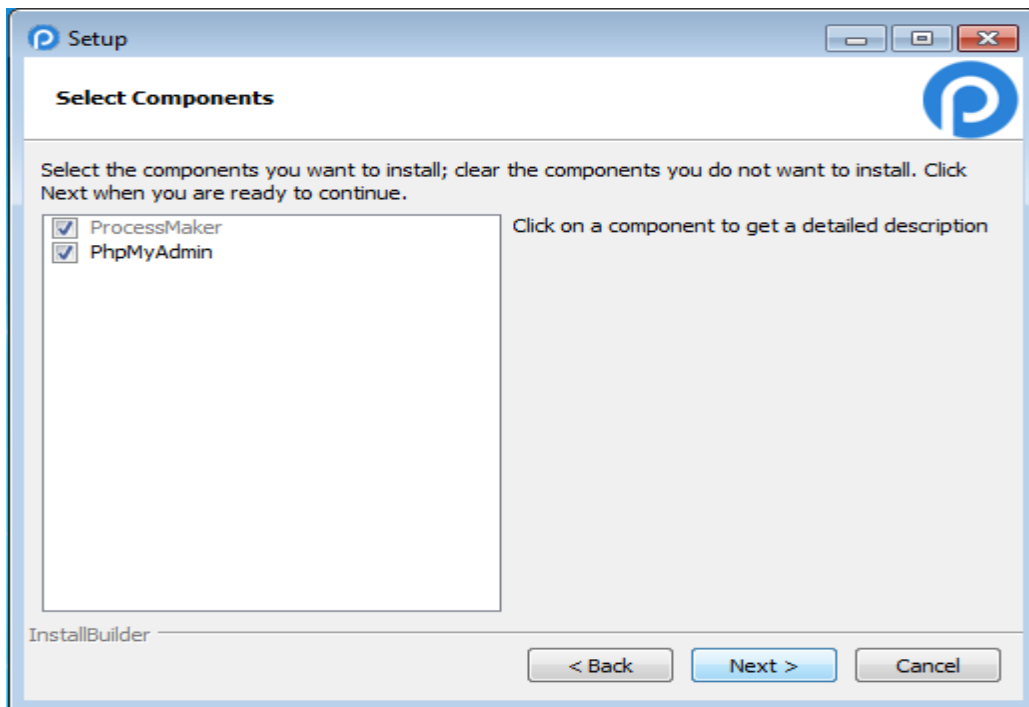 Setup
Select Components
Select the components you want to install; clear the components you do not want to install. Click
Next when you are ready to continue.
ProcessMaker
PhpMyAdmin
Click on a component to get a detailed description
InstallBuilder
< Back
Next >
Cancel